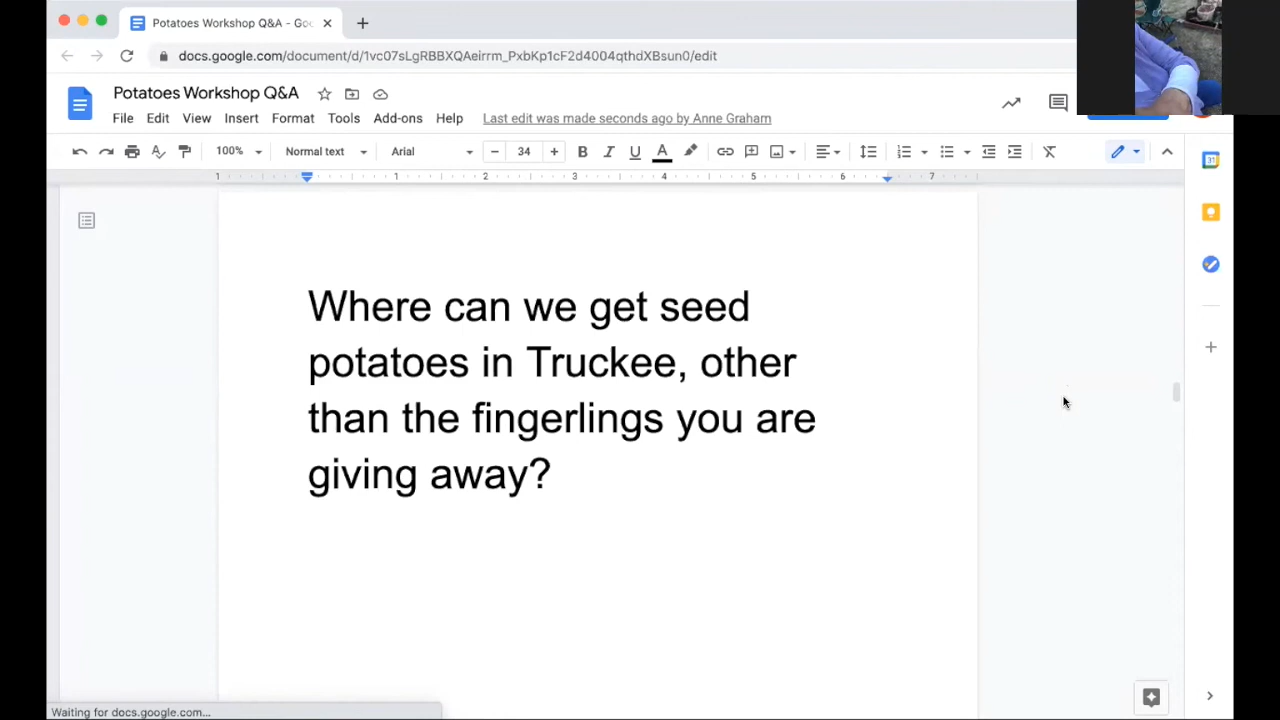 Potatoes Workshop Q&A - Goo
docs.google.com/document/d/1vc07sLgRBBXQAeirrm_PxbKp1cF2d4004qthdXBsun0/edit
Potatoes Workshop Q&A
File Edit View Insert Format Tools Add-ons Help Last edit was made seconds ago by Anne Graham
100% Normal text Arial 34 B I U A
1 1 2 3 4 5 6 7
31
Where can we get seed
potatoes in Truckee, other
than the fingerlings you are
giving away?
Waiting for docs.google.com...